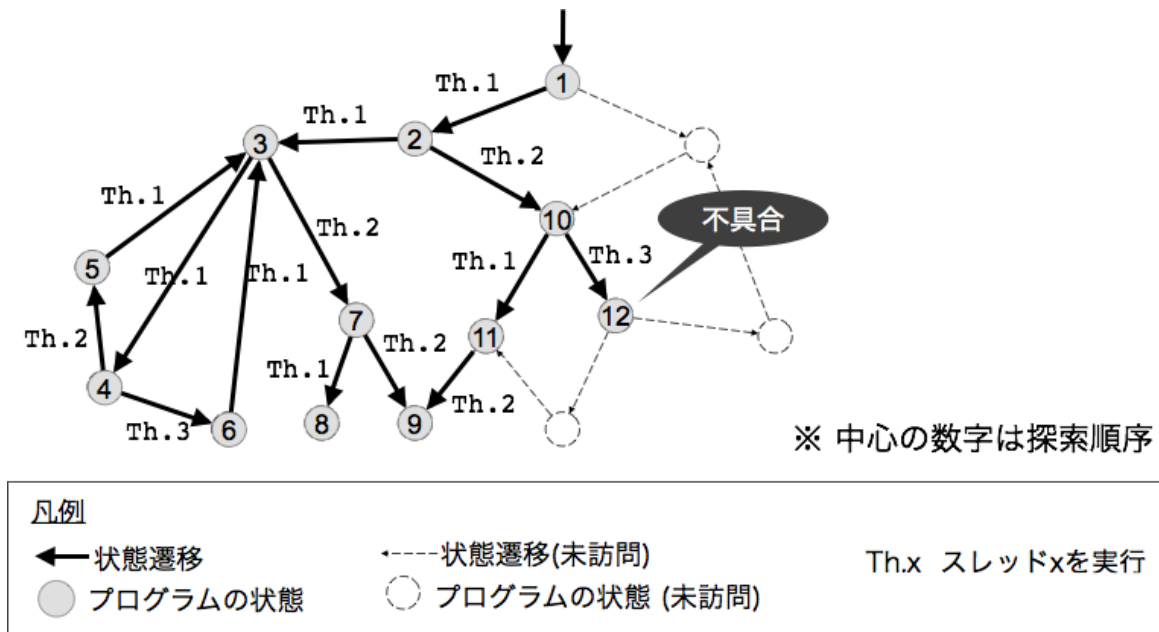 1
Th.1
Th.1
2
3
Th.2
Th.1
10
不具合
Th.2
Th.1
Th.3
5
Th.1
Th.1
7
12
11
Th.2
Th.2
4
Th.1
Th.2
Th.3
6
8
9
※ 中心の数字は探索順序
凡例
状態遷移
状態遷移(未訪問)
Th.x スレッドxを実行
プログラムの状態
プログラムの状態 (未訪問)